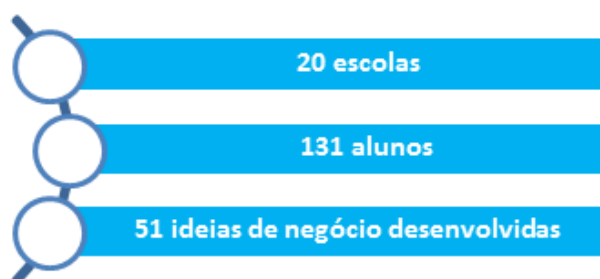 20 escolas
131 alunos
51 ideias de negócio desenvolvidas